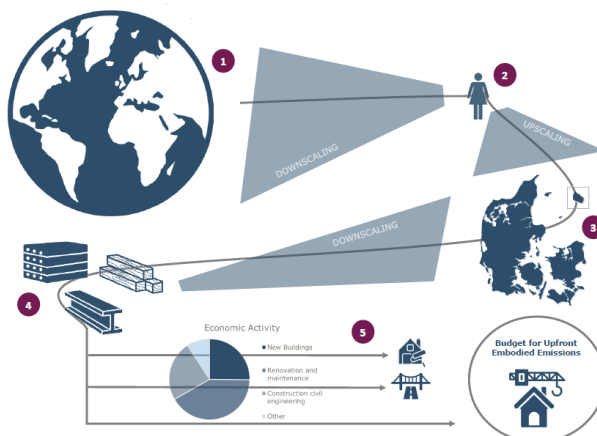 1
2
DOWNSCALING
UPSCALING
DOWNSCALING
3
4
5
Economic Activity
New Buildings
Renovation and
maintenance
Construction civil
engineering
Other
Budget for Upfront
Embodied Emissions